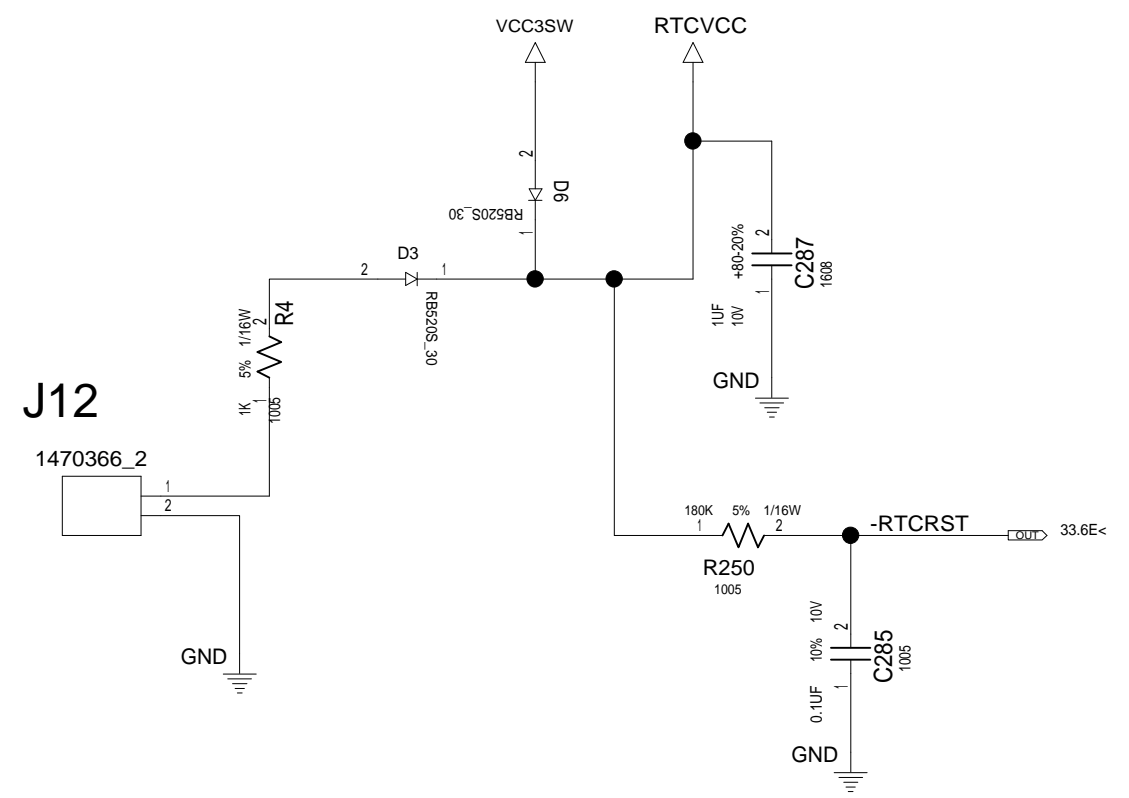 VCC3SW
RTCVCC
2
D6
RB520S_30
1
D3
2
1
RB520S_30
+80-20%
2
C287
1608
1
1UF
10V
GND
R4
2
1/16W
5%
1K
1
1005
J12
1470366_2
1
2
GND
180K 5% 1/16W
1
2
R250
1005
-RTCRST
OUT
33.6E<
10V
2
10%
C285
1005
1
0.1UF
GND